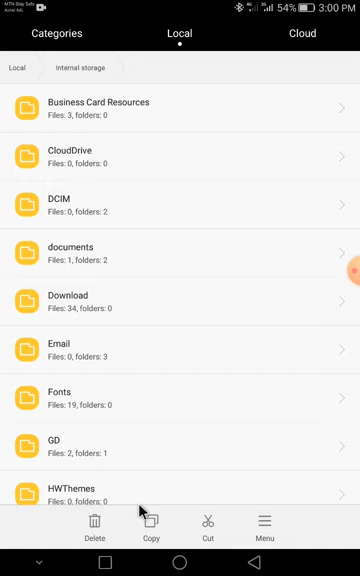 MTN-Stay Safe
Airtel NG
4G
3G
54%
3:00 PM
Categories
Local
Cloud
Local
Internal storage
Business Card Resources
Files: 3, folders: 0
CloudDrive
Files: 0, folders: 0
DCIM
Files: 0, folders: 2
documents
Files: 1, folders: 2
Download
Files: 34, folders: 0
Email
Files: 0, folders: 3
Fonts
Files: 19, folders: 0
GD
Files: 2, folders: 1
HWThemes
Files: 0, folders: 0
Delete
Copy
Cut
Menu